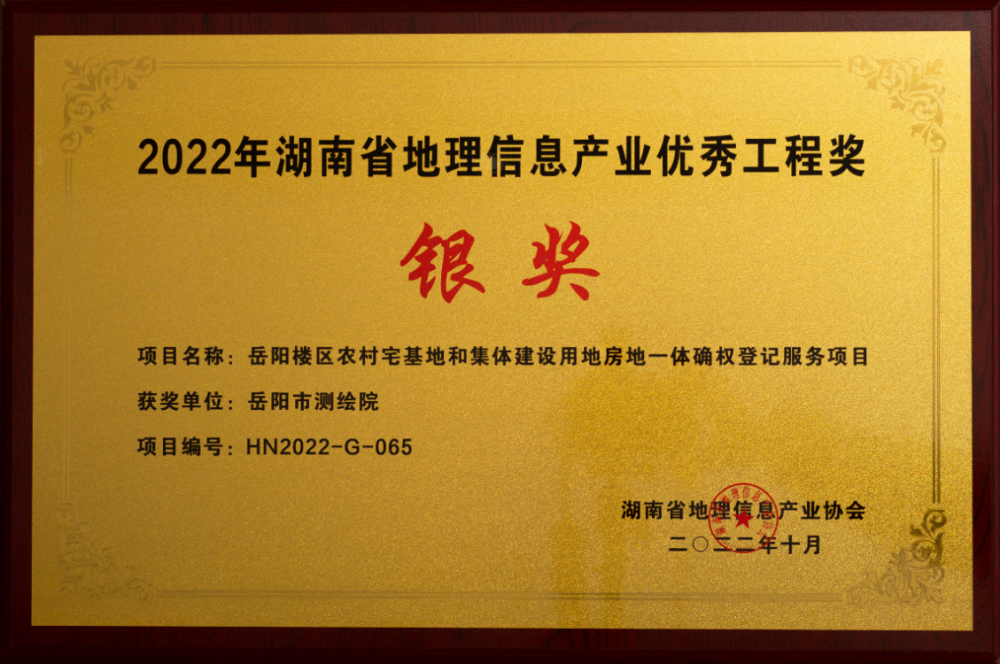 2022年湖南省地理信息产业优秀工程奖
银奖
项目名称：岳阳楼区农村宅基地和集体建设用地房地一体确权登记服务项目
获奖单位：岳阳市测绘院
项目编号：HN2022-G-065
湖南省地理信息产业协会
二〇二二年十月